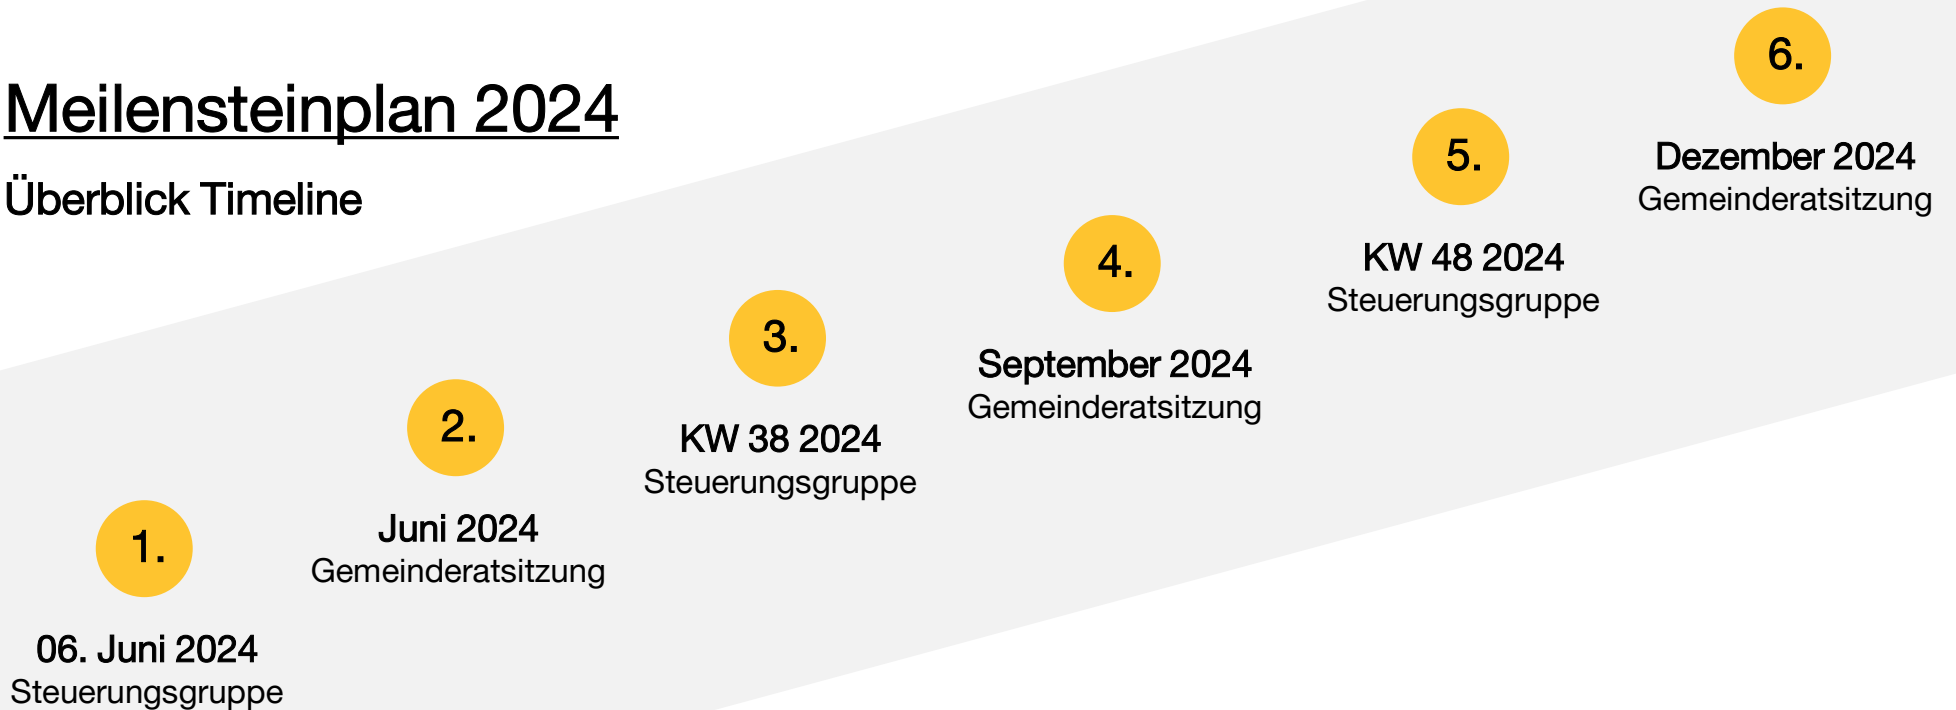 Meilensteinplan 2024
Überblick Timeline
1.
06. Juni 2024
Steuerungsgruppe
2.
Juni 2024
Gemeinderatsitzung
3.
KW 38 2024
Steuerungsgruppe
4.
September 2024
Gemeinderatsitzung
5.
KW 48 2024
Steuerungsgruppe
6.
Dezember 2024
Gemeinderatsitzung